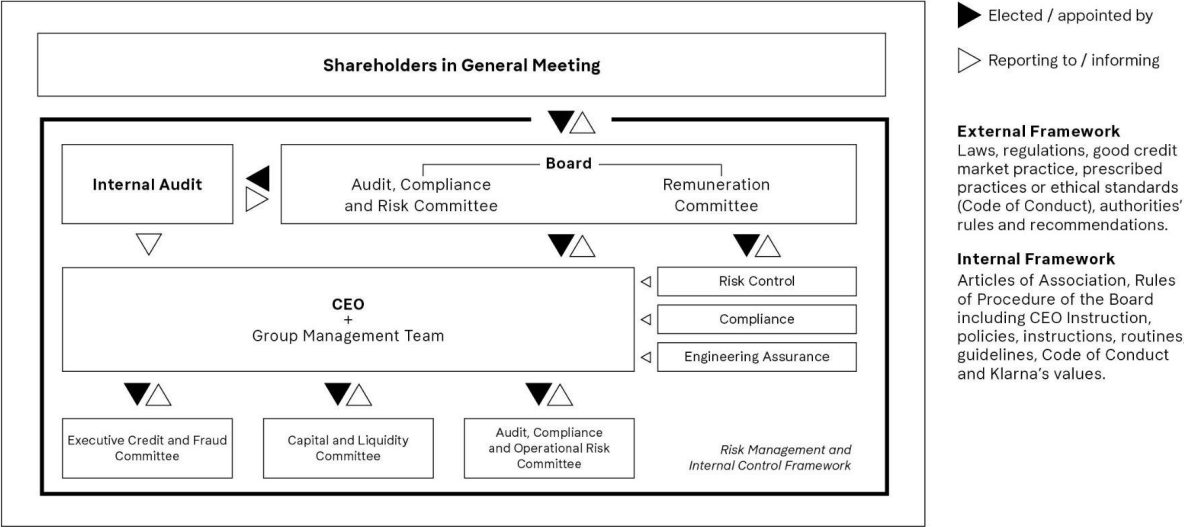 Shareholders in General Meeting
Internal Audit
Board
Audit, Compliance
and Risk Committee
Remuneration
Committee
CEO
+
Group Management Team
Risk Control
Compliance
Engineering Assurance
Executive Credit and Fraud
Committee
Capital and Liquidity
Committee
Audit, Compliance
and Operational Risk
Committee
Risk Management and
Internal Control Framework
Elected / appointed by
Reporting to / informing
External Framework
Laws, regulations, good credit
market practice, prescribed
practices or ethical standards
(Code of Conduct), authorities’
rules and recommendations.
Internal Framework
Articles of Association, Rules
of Procedure of the Board
including CEO Instruction,
policies, instructions, routines
guidelines, Code of Conduct
and Klarna’s values.